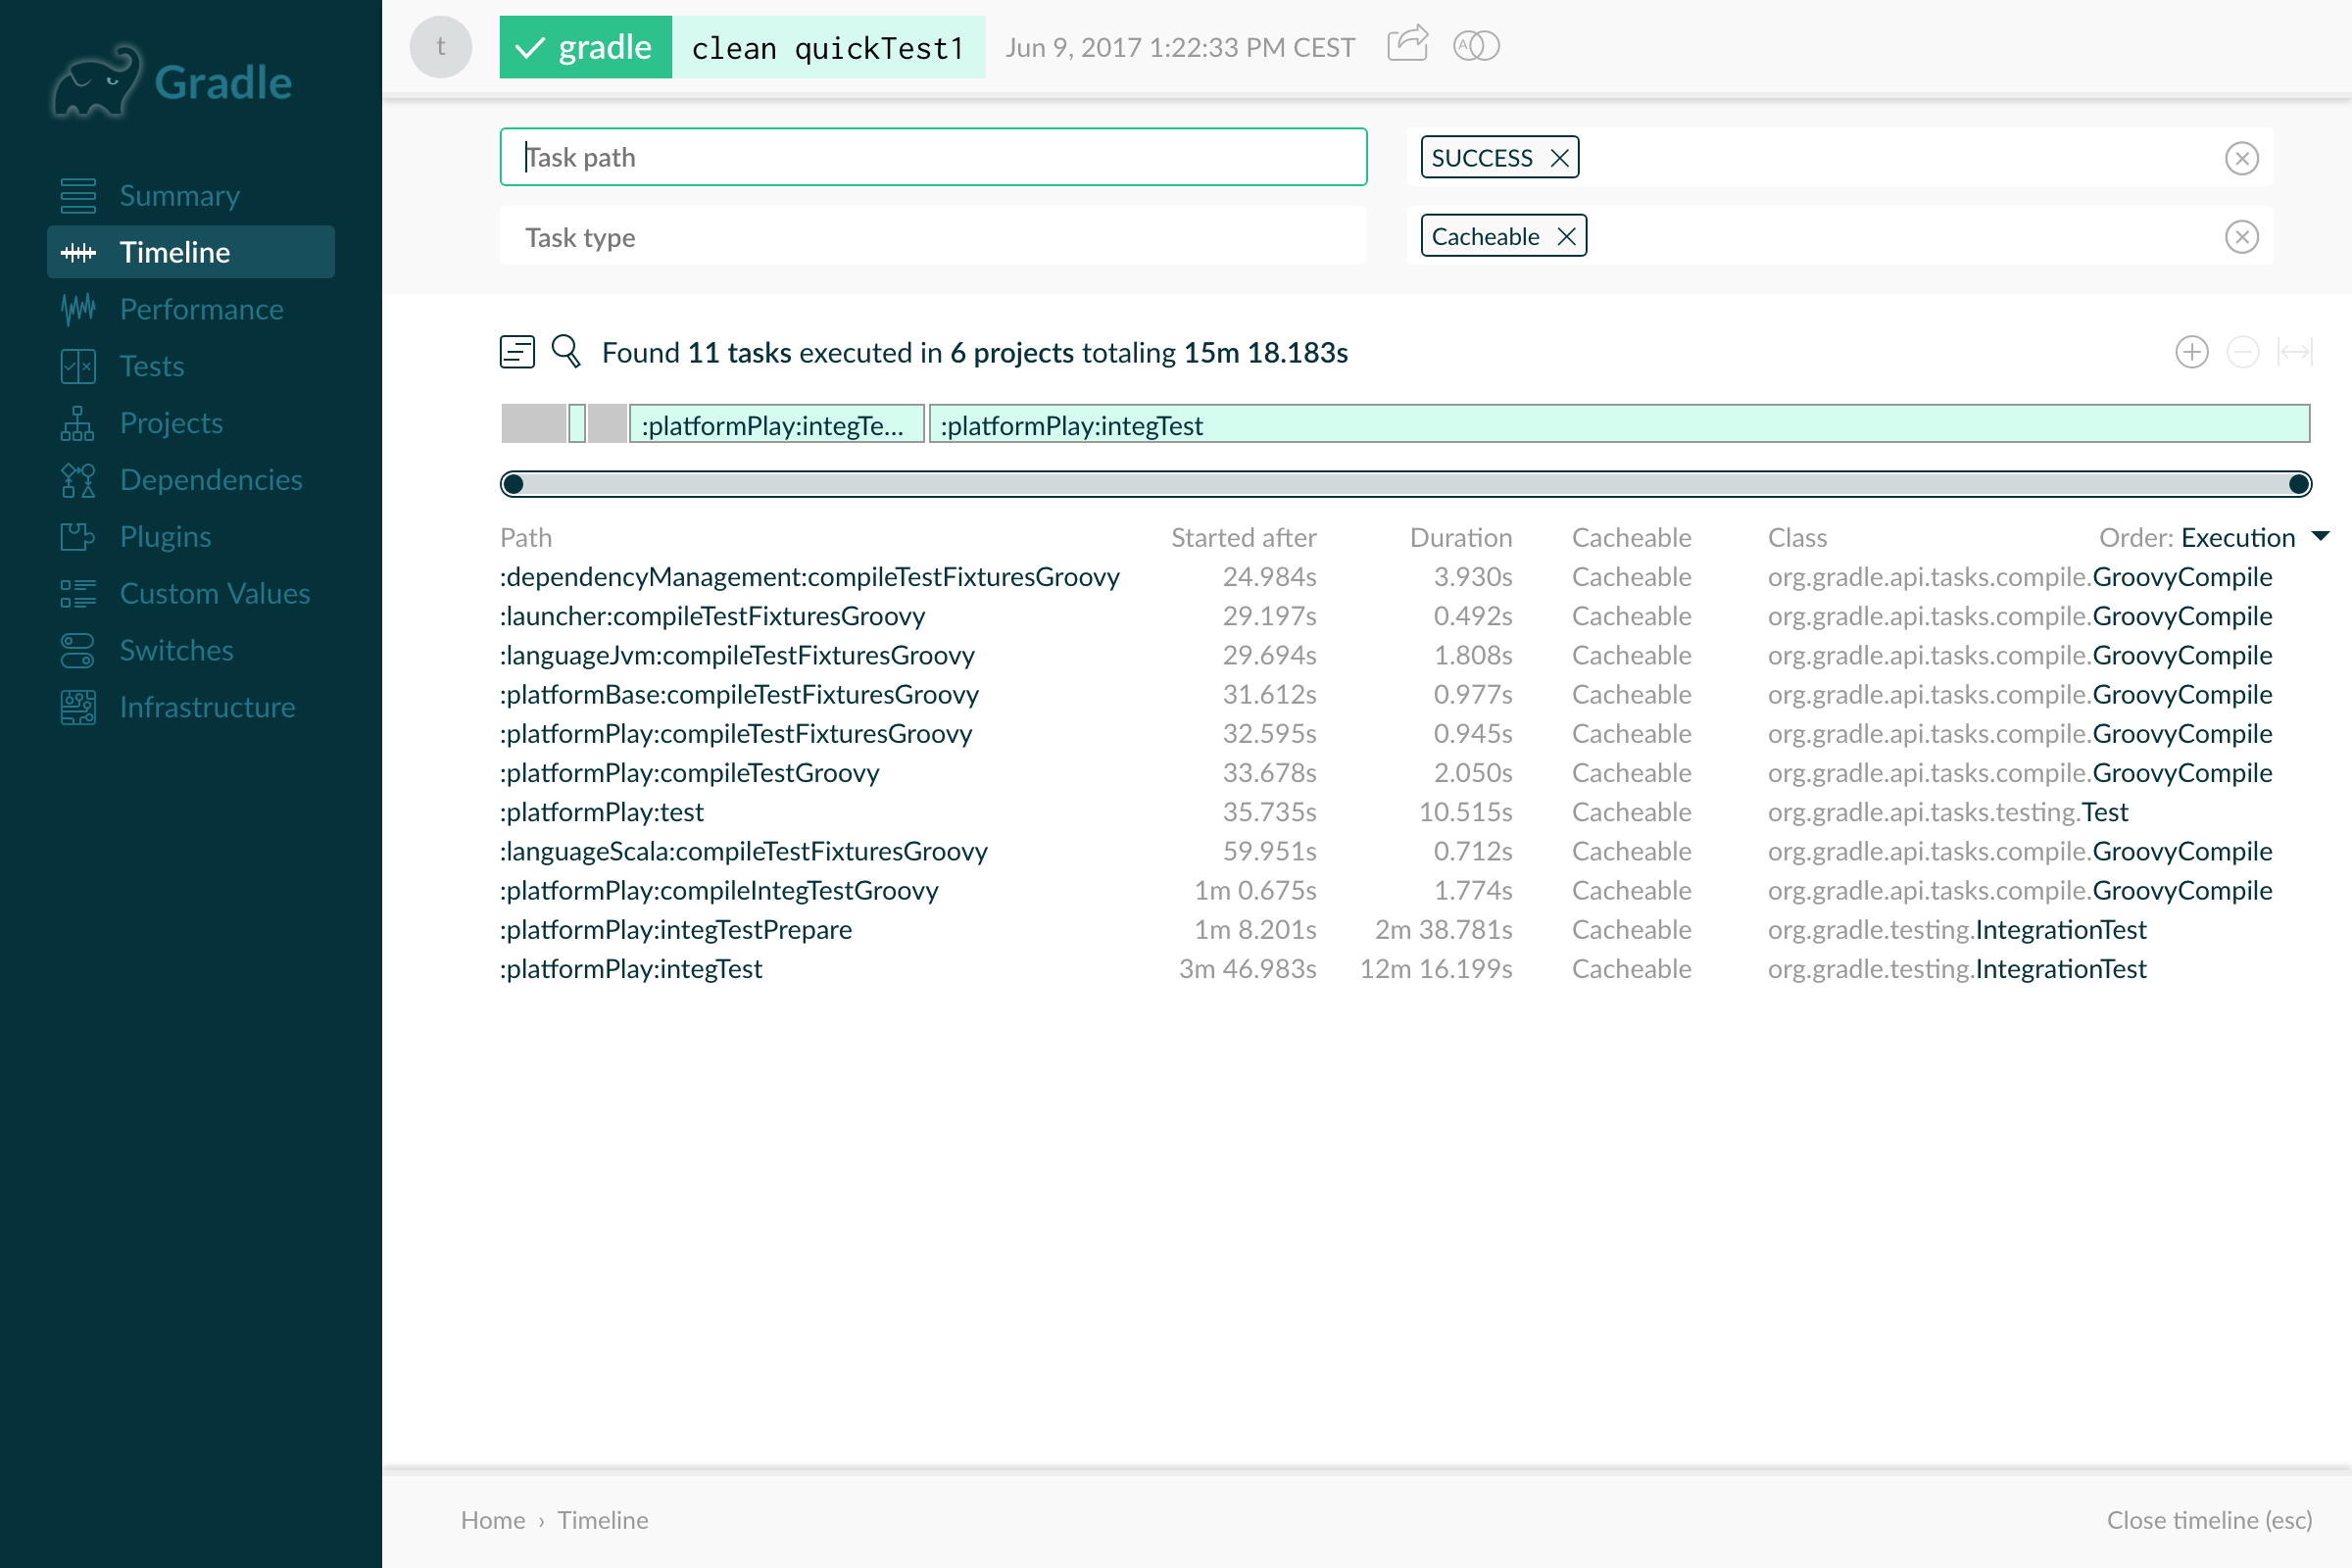 Gradle
Summary
Timeline
Performance
Tests
Projects
Dependencies
Plugins
Custom Values
Switches
Infrastructure
t gradle clean quickTest1 Jun 9, 2017 1:22:33 PM CEST
Task path SUCCESS
Task type Cacheable
Found 11 tasks executed in 6 projects totaling 15m 18.183s
:platformPlay:integTe... :platformPlay:integTest
Path Started after Duration Cacheable Class Order: Execution
:dependencyManagement:compileTestFixturesGroovy 24.984s 3.930s Cacheable org.gradle.api.tasks.compile.GroovyCompile
:launcher:compileTestFixturesGroovy 29.197s 0.492s Cacheable org.gradle.api.tasks.compile.GroovyCompile
:languageJvm:compileTestFixturesGroovy 29.694s 1.808s Cacheable org.gradle.api.tasks.compile.GroovyCompile
:platformBase:compileTestFixturesGroovy 31.612s 0.977s Cacheable org.gradle.api.tasks.compile.GroovyCompile
:platformPlay:compileTestFixturesGroovy 32.595s 0.945s Cacheable org.gradle.api.tasks.compile.GroovyCompile
:platformPlay:compileTestGroovy 33.678s 2.050s Cacheable org.gradle.api.tasks.compile.GroovyCompile
:platformPlay:test 35.735s 10.515s Cacheable org.gradle.api.tasks.testing.Test
:languageScala:compileTestFixturesGroovy 59.951s 0.712s Cacheable org.gradle.api.tasks.compile.GroovyCompile
:platformPlay:compileIntegTestGroovy 1m 0.675s 1.774s Cacheable org.gradle.api.tasks.compile.GroovyCompile
:platformPlay:integTestPrepare 1m 8.201s 2m 38.781s Cacheable org.gradle.testing.IntegrationTest
:platformPlay:integTest 3m 46.983s 12m 16.199s Cacheable org.gradle.testing.IntegrationTest
Home › Timeline Close timeline (esc)